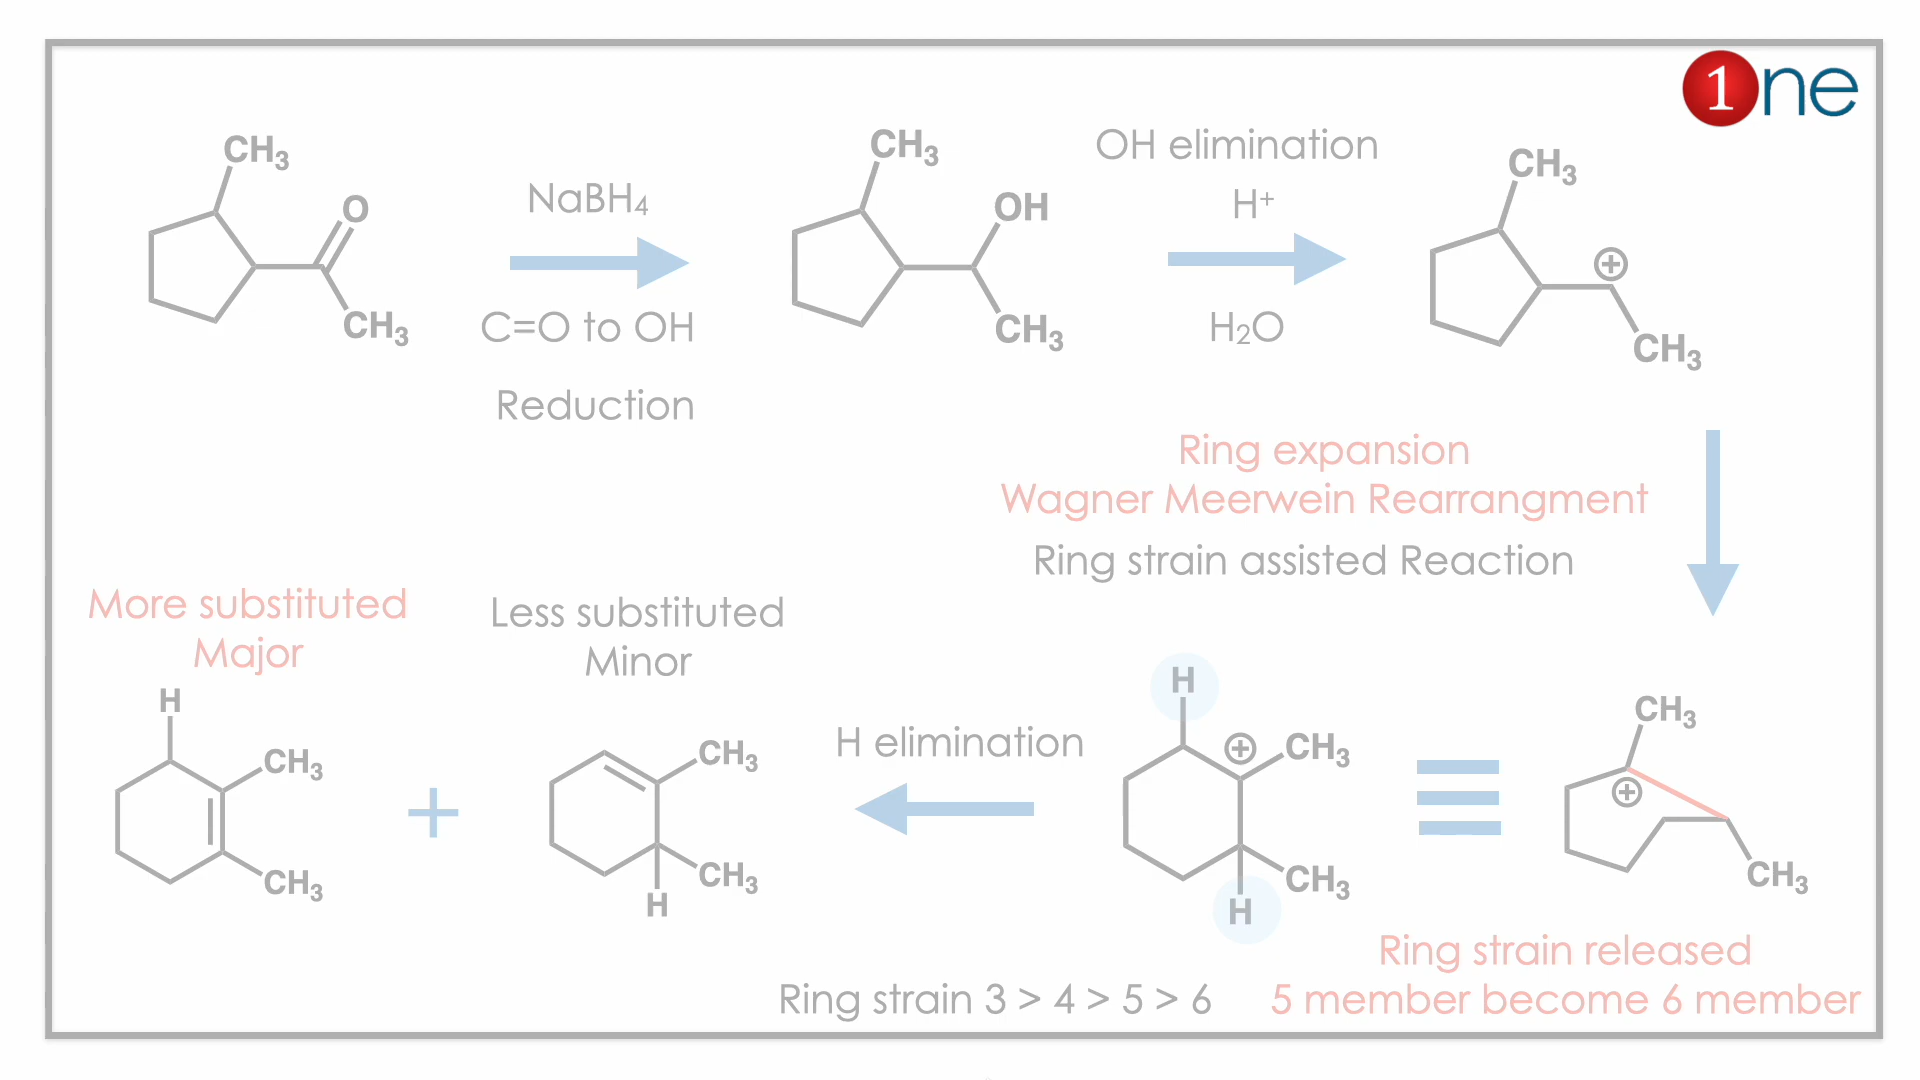 1ne
CH₃
O
CH₃
NaBH₄
C=O to OH
Reduction
CH₃
OH
CH₃
OH elimination
H⁺
H₂O
CH₃
+
CH₃
Ring expansion
Wagner Meerwein Rearrangment
Ring strain assisted Reaction
More substituted
Major
H
CH₃
CH₃
+
Less substituted
Minor
CH₃
CH₃
H
H elimination
H
+
CH₃
CH₃
H
CH₃
+
CH₃
Ring strain released
5 member become 6 member
Ring strain 3 > 4 > 5 > 6